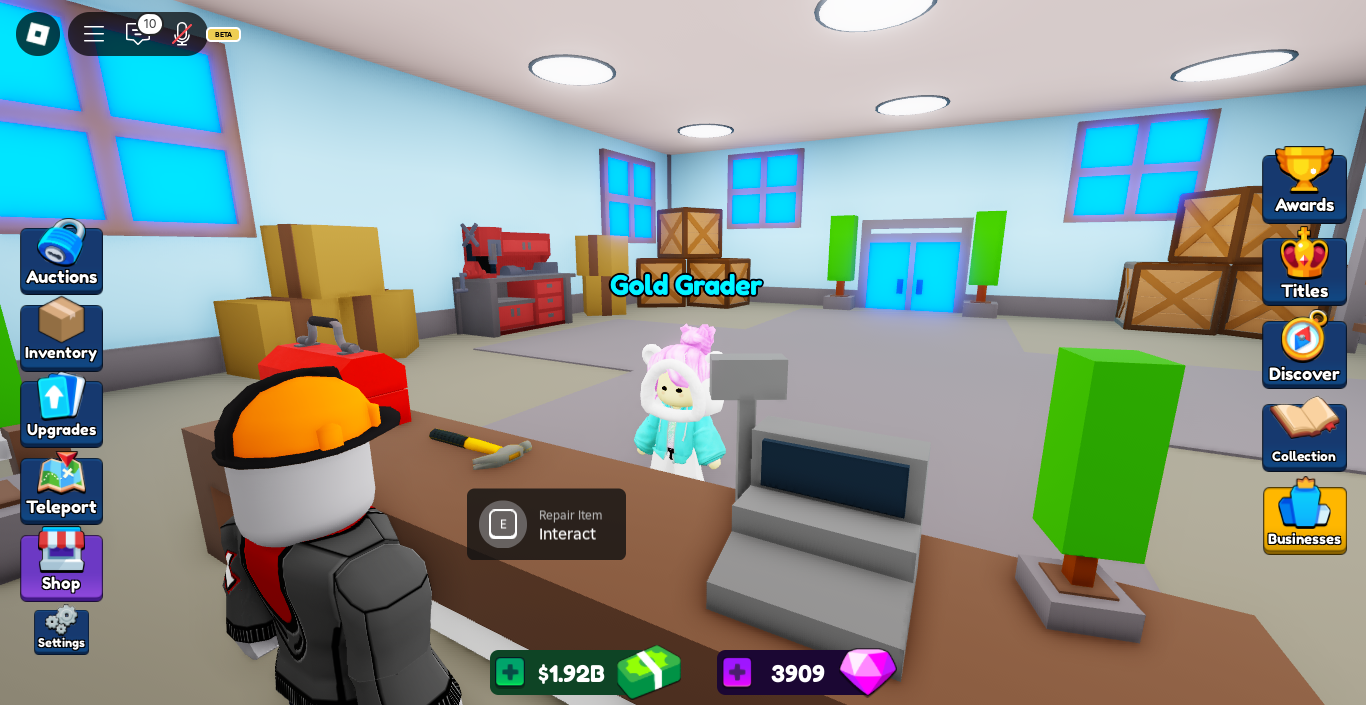 10
BETA
Auctions
Inventory
Upgrades
Teleport
Shop
Settings
Gold Grader
E
Repair Item
Interact
$1.92B
3909
Awards
Titles
Discover
Collection
Businesses